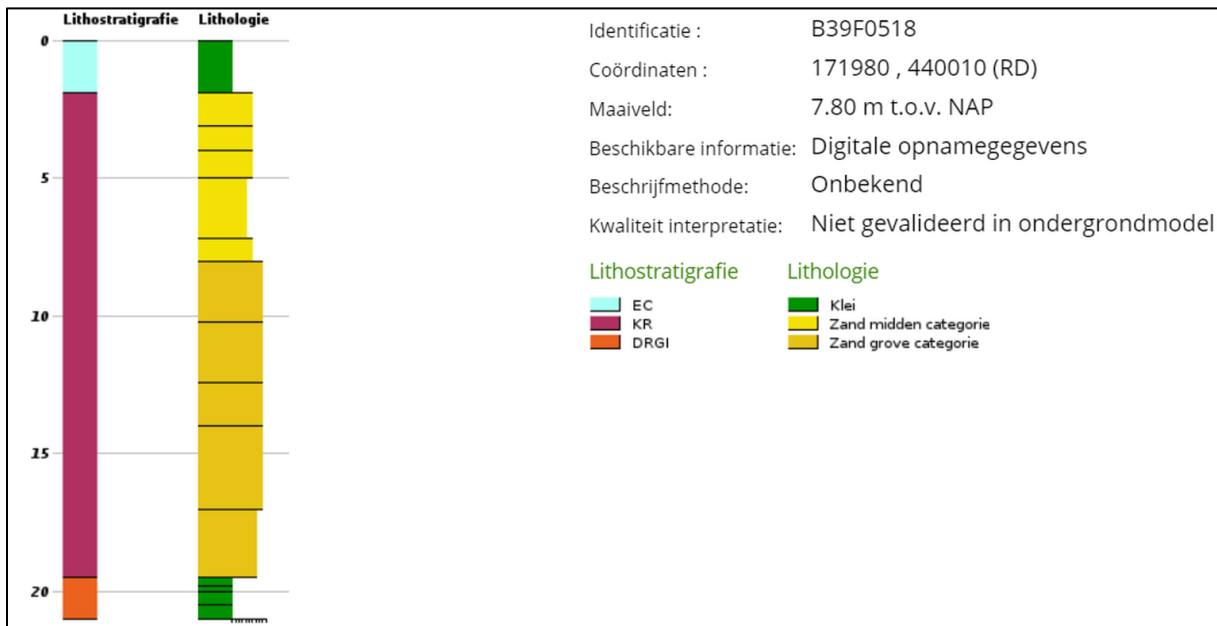 Lithostratigrafie Lithologie
0
5
10
15
20
Identificatie : B39F0518
Coördinaten : 171980 , 440010 (RD)
Maaiveld: 7.80 m t.o.v. NAP
Beschikbare informatie: Digitale opnamegegevens
Beschrijfmethode: Onbekend
Kwaliteit interpretatie: Niet gevalideerd in ondergrondmodel
Lithostratigrafie Lithologie
EC Klei
KR Zand midden categorie
DRGI Zand grove categorie